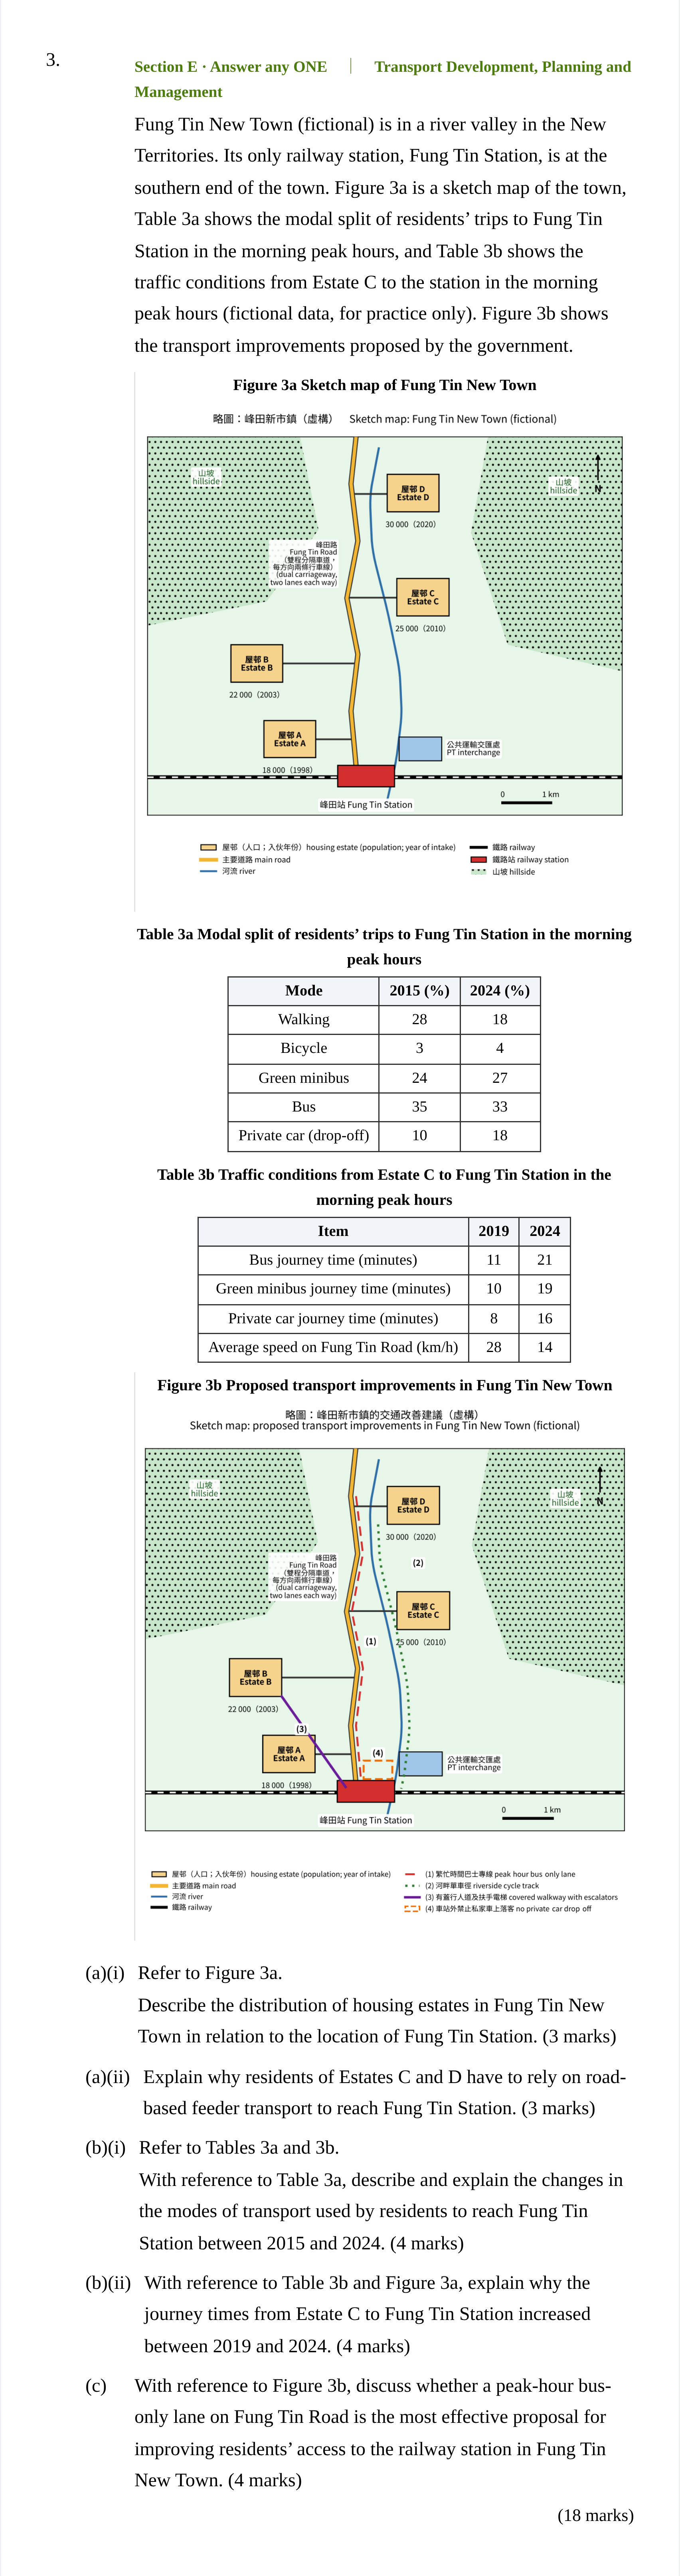 3.
Section E · Answer any ONE │ Transport Development, Planning and
Management
Fung Tin New Town (fictional) is in a river valley in the New
Territories. Its only railway station, Fung Tin Station, is at the
southern end of the town. Figure 3a is a sketch map of the town,
Table 3a shows the modal split of residents’ trips to Fung Tin
Station in the morning peak hours, and Table 3b shows the
traffic conditions from Estate C to the station in the morning
peak hours (fictional data, for practice only). Figure 3b shows
the transport improvements proposed by the government.
Figure 3a Sketch map of Fung Tin New Town
略圖：峰田新市鎮（虛構） Sketch map: Fung Tin New Town (fictional)
山坡
hillside
山坡
hillside
N
屋邨 D
Estate D
30 000（2020）
峰田路
Fung Tin Road
（雙程分隔車道，
每方向兩條行車線）
(dual carriageway,
two lanes each way)
屋邨 C
Estate C
25 000（2010）
屋邨 B
Estate B
22 000（2003）
屋邨 A
Estate A
18 000（1998）
公共運輸交匯處
PT interchange
峰田站 Fung Tin Station
0 1 km
屋邨（人口；入伙年份）housing estate (population; year of intake)
主要道路 main road
河流 river
鐵路 railway
鐵路站 railway station
山坡 hillside
Table 3a Modal split of residents’ trips to Fung Tin Station in the morning
peak hours
Mode 2015 (%) 2024 (%)
Walking 28 18
Bicycle 3 4
Green minibus 24 27
Bus 35 33
Private car (drop-off) 10 18
Table 3b Traffic conditions from Estate C to Fung Tin Station in the
morning peak hours
Item 2019 2024
Bus journey time (minutes) 11 21
Green minibus journey time (minutes) 10 19
Private car journey time (minutes) 8 16
Average speed on Fung Tin Road (km/h) 28 14
Figure 3b Proposed transport improvements in Fung Tin New Town
略圖：峰田新市鎮的交通改善建議（虛構）
Sketch map: proposed transport improvements in Fung Tin New Town (fictional)
山坡
hillside
山坡
hillside
N
屋邨 D
Estate D
30 000（2020）
峰田路
Fung Tin Road
（雙程分隔車道，
每方向兩條行車線）
(dual carriageway,
two lanes each way)
(2)
屋邨 C
Estate C
25 000（2010）
(1)
屋邨 B
Estate B
22 000（2003）
(3)
屋邨 A
Estate A
18 000（1998）
(4)
公共運輸交匯處
PT interchange
峰田站 Fung Tin Station
0 1 km
屋邨（人口；入伙年份）housing estate (population; year of intake)
主要道路 main road
河流 river
鐵路 railway
(1) 繁忙時間巴士專線 peak hour bus only lane
(2) 河畔單車徑 riverside cycle track
(3) 有蓋行人道及扶手電梯 covered walkway with escalators
(4) 車站外禁止私家車上落客 no private car drop off
(a)(i) Refer to Figure 3a.
Describe the distribution of housing estates in Fung Tin New
Town in relation to the location of Fung Tin Station. (3 marks)
(a)(ii) Explain why residents of Estates C and D have to rely on road-
based feeder transport to reach Fung Tin Station. (3 marks)
(b)(i) Refer to Tables 3a and 3b.
With reference to Table 3a, describe and explain the changes in
the modes of transport used by residents to reach Fung Tin
Station between 2015 and 2024. (4 marks)
(b)(ii) With reference to Table 3b and Figure 3a, explain why the
journey times from Estate C to Fung Tin Station increased
between 2019 and 2024. (4 marks)
(c) With reference to Figure 3b, discuss whether a peak-hour bus-
only lane on Fung Tin Road is the most effective proposal for
improving residents’ access to the railway station in Fung Tin
New Town. (4 marks)
(18 marks)